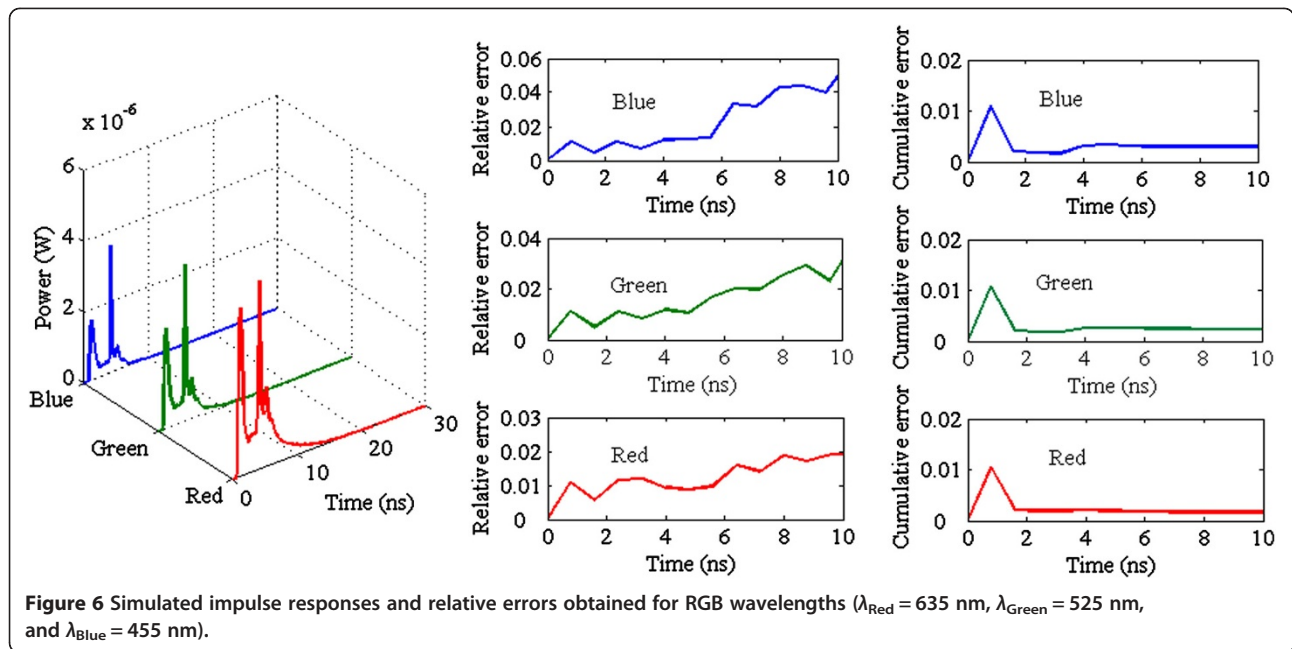 x 10⁻⁶
6
4
2
0
Power (W)
Blue
Green
Red
0
10
20
30
Time (ns)
0.06
0.04
0.02
0
Relative error
Blue
0 2 4 6 8 10
Time (ns)
0.02
0.01
0
Cumulative error
Blue
0 2 4 6 8 10
Time (ns)
0.04
0.02
0
Relative error
Green
0 2 4 6 8 10
Time (ns)
0.02
0.01
0
Cumulative error
Green
0 2 4 6 8 10
Time (ns)
0.03
0.02
0.01
0
Relative error
Red
0 2 4 6 8 10
Time (ns)
0.02
0.01
0
Cumulative error
Red
0 2 4 6 8 10
Time (ns)
Figure 6 Simulated impulse responses and relative errors obtained for RGB wavelengths (λRed = 635 nm, λGreen = 525 nm,
and λBlue = 455 nm).